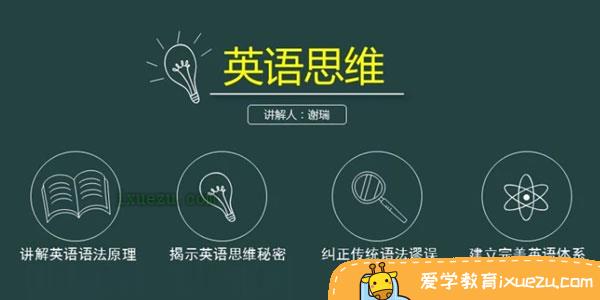 英语思维
讲解人：谢瑞
ixuezu.com
讲解英语语法原理
揭示英语思维秘密
纠正传统语法谬误
建立完美英语体系
爱学教育ixuezu.com